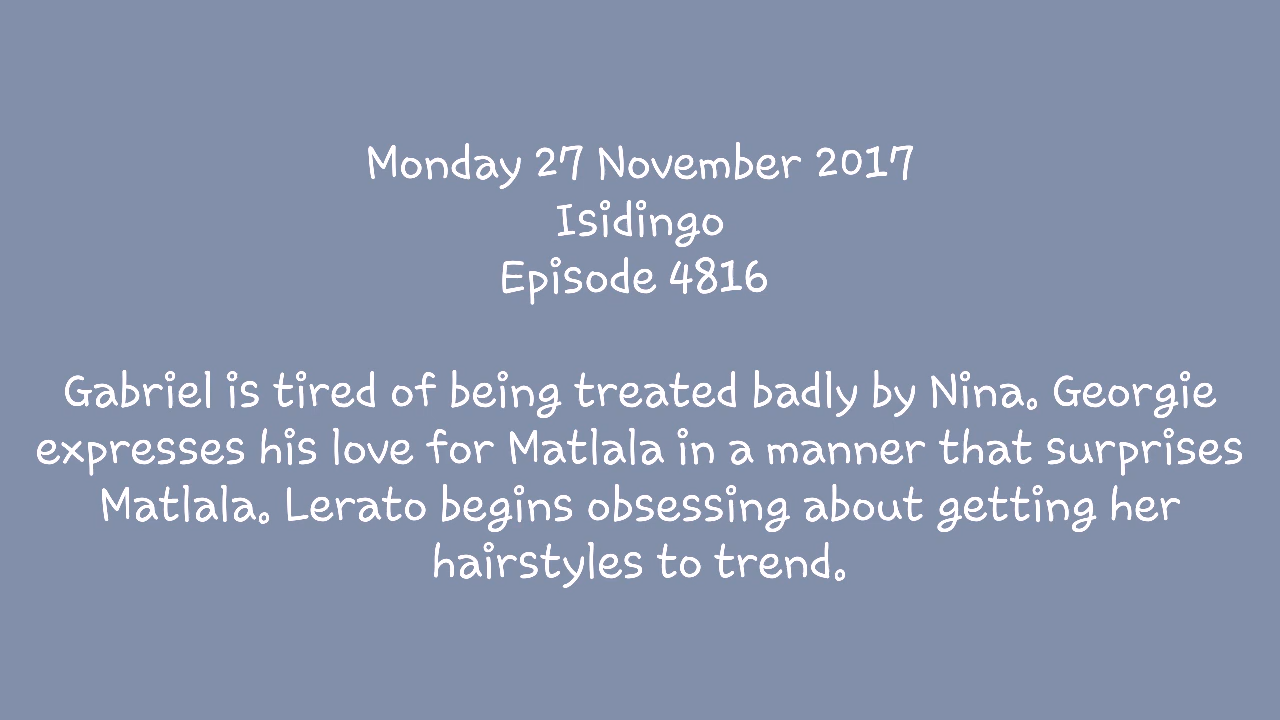 Monday 27 November 2017
Isidingo
Episode 4816
Gabriel is tired of being treated badly by Nina. Georgie
expresses his love for Matlala in a manner that surprises
Matlala. Lerato begins obsessing about getting her
hairstyles to trend.